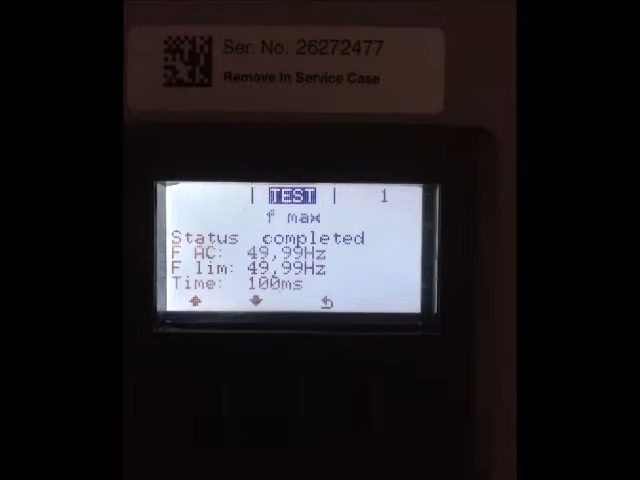 Ser. No. 26272477
Remove In Service Case
| TEST | 1
f max
Status completed
F AC: 49,99Hz
F lim: 49,99Hz
Time: 100ms